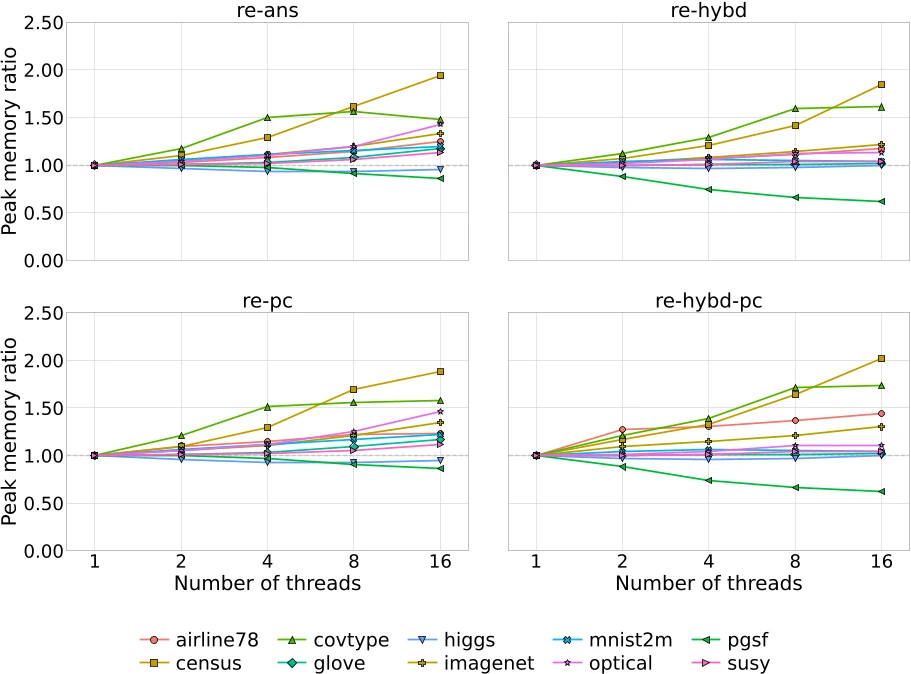 re-ans
re-hybd
2.50
2.00
1.50
1.00
0.50
0.00
Peak memory ratio
re-pc
re-hybd-pc
2.50
2.00
1.50
1.00
0.50
0.00
Peak memory ratio
1 2 4 8 16
1 2 4 8 16
Number of threads
Number of threads
airline78 covtype higgs mnist2m pgsf
census glove imagenet optical susy